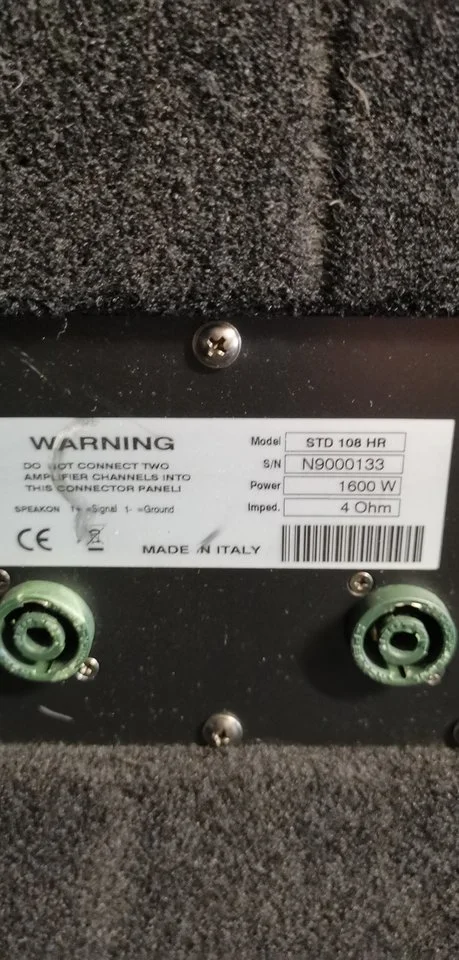 WARNING
DO NOT CONNECT TWO
AMPLIFIER CHANNELS INTO
THIS CONNECTOR PANEL!
SPEAKON 1+ =Signal 1- =Ground
CE
MADE IN ITALY
Model STD 108 HR
S/N N9000133
Power 1600 W
Imped. 4 Ohm